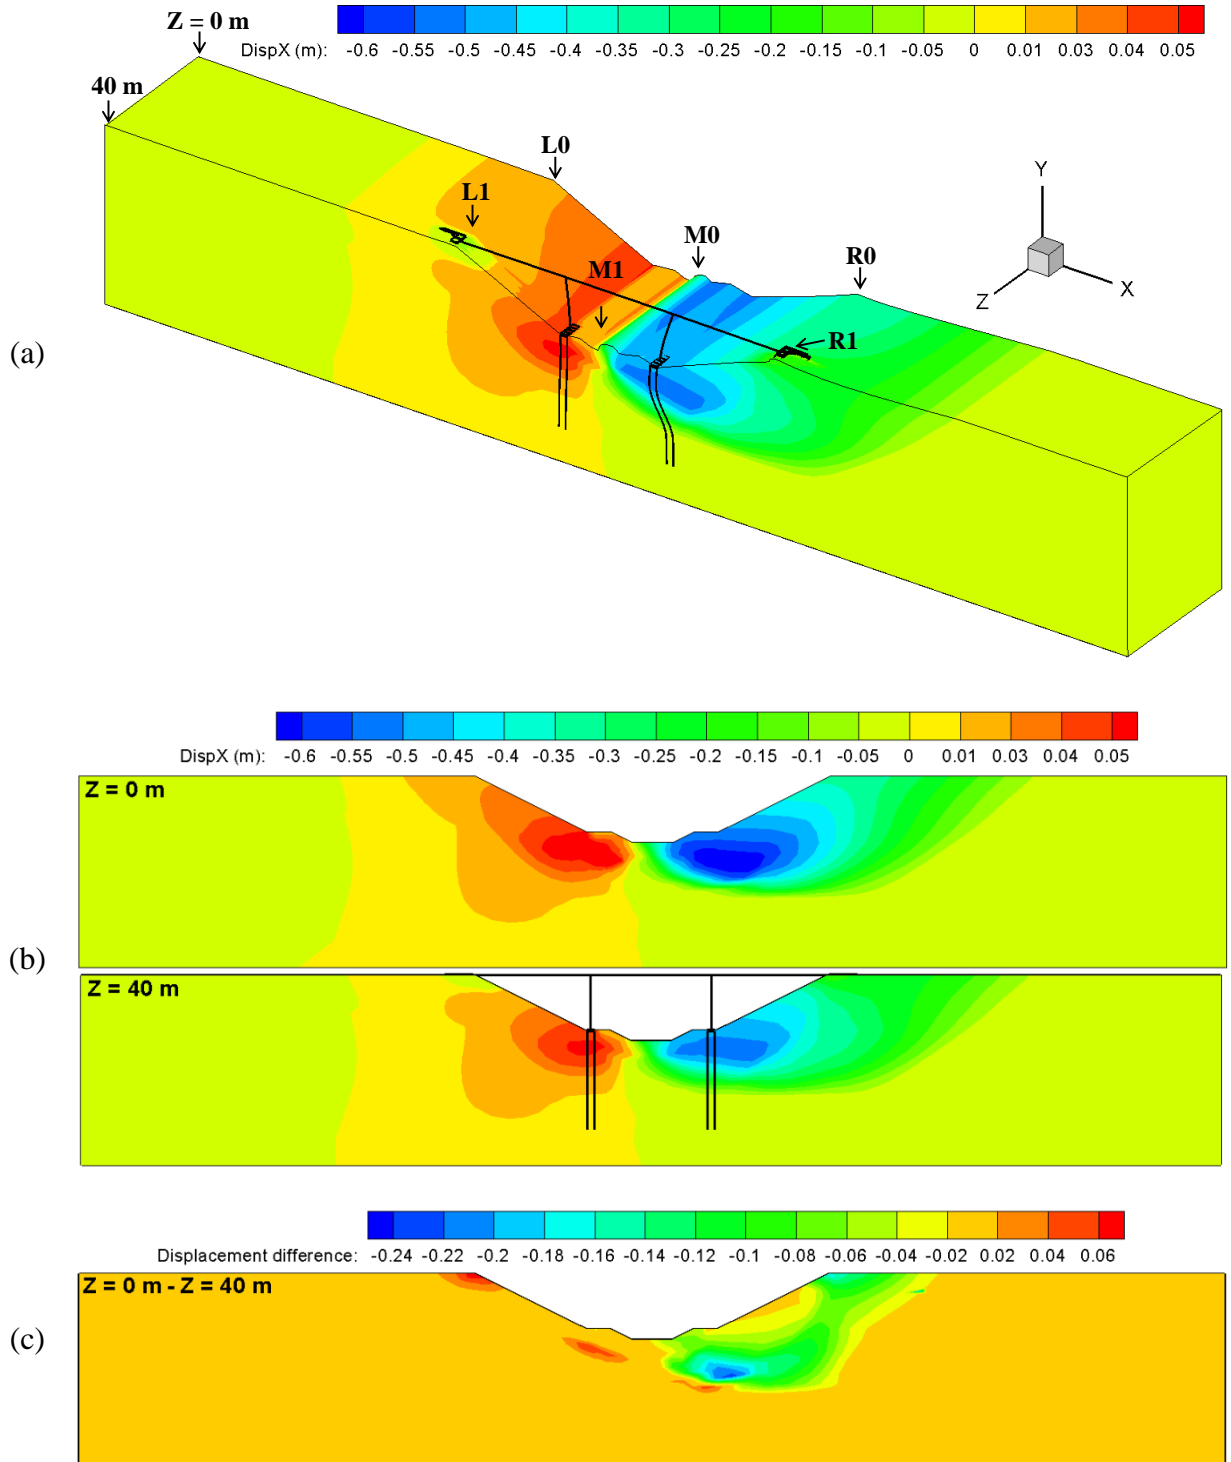 Z = 0 m
DispX (m): -0.6 -0.55 -0.5 -0.45 -0.4 -0.35 -0.3 -0.25 -0.2 -0.15 -0.1 -0.05 0 0.01 0.03 0.04 0.05
40 m
L0
L1
M0
M1
R0
R1
Y
X
Z
(a)
DispX (m): -0.6 -0.55 -0.5 -0.45 -0.4 -0.35 -0.3 -0.25 -0.2 -0.15 -0.1 -0.05 0 0.01 0.03 0.04 0.05
Z = 0 m
(b)
Z = 40 m
Displacement difference: -0.24 -0.22 -0.2 -0.18 -0.16 -0.14 -0.12 -0.1 -0.08 -0.06 -0.04 -0.02 0.02 0.04 0.06
Z = 0 m - Z = 40 m
(c)